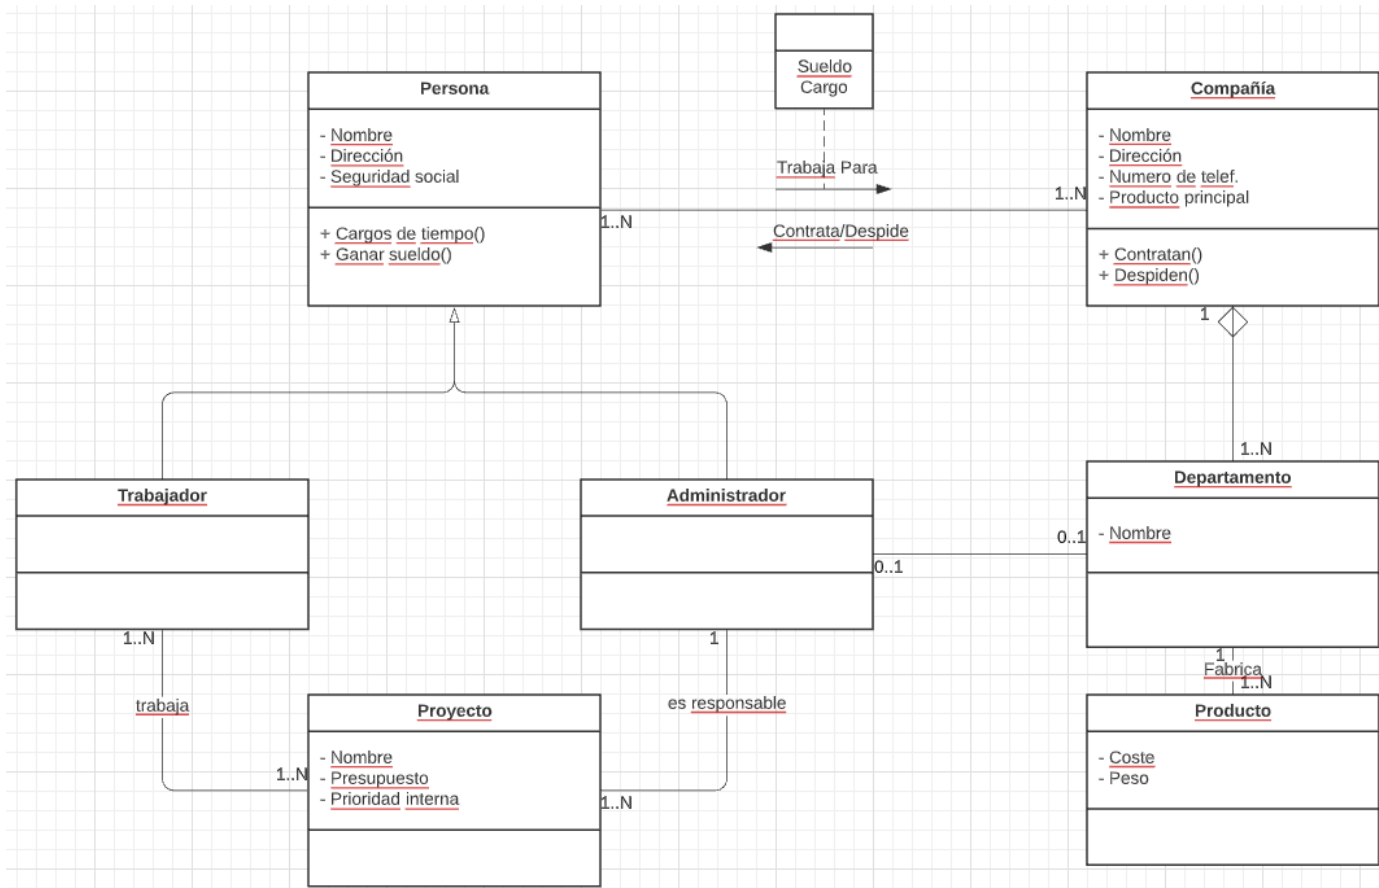 Sueldo
Cargo
Persona
- Nombre
- Dirección
- Seguridad social
+ Cargos de tiempo()
+ Ganar sueldo()
Trabaja Para
1..N
1..N
Contrata/Despide
Compañía
- Nombre
- Dirección
- Numero de telef.
- Producto principal
+ Contratan()
+ Despiden()
1
1..N
Trabajador
Administrador
Departamento
- Nombre
0..1
0..1
1..N
1
1
Fabrica
1..N
trabaja
es responsable
Proyecto
- Nombre
- Presupuesto
- Prioridad interna
1..N
1..N
Producto
- Coste
- Peso